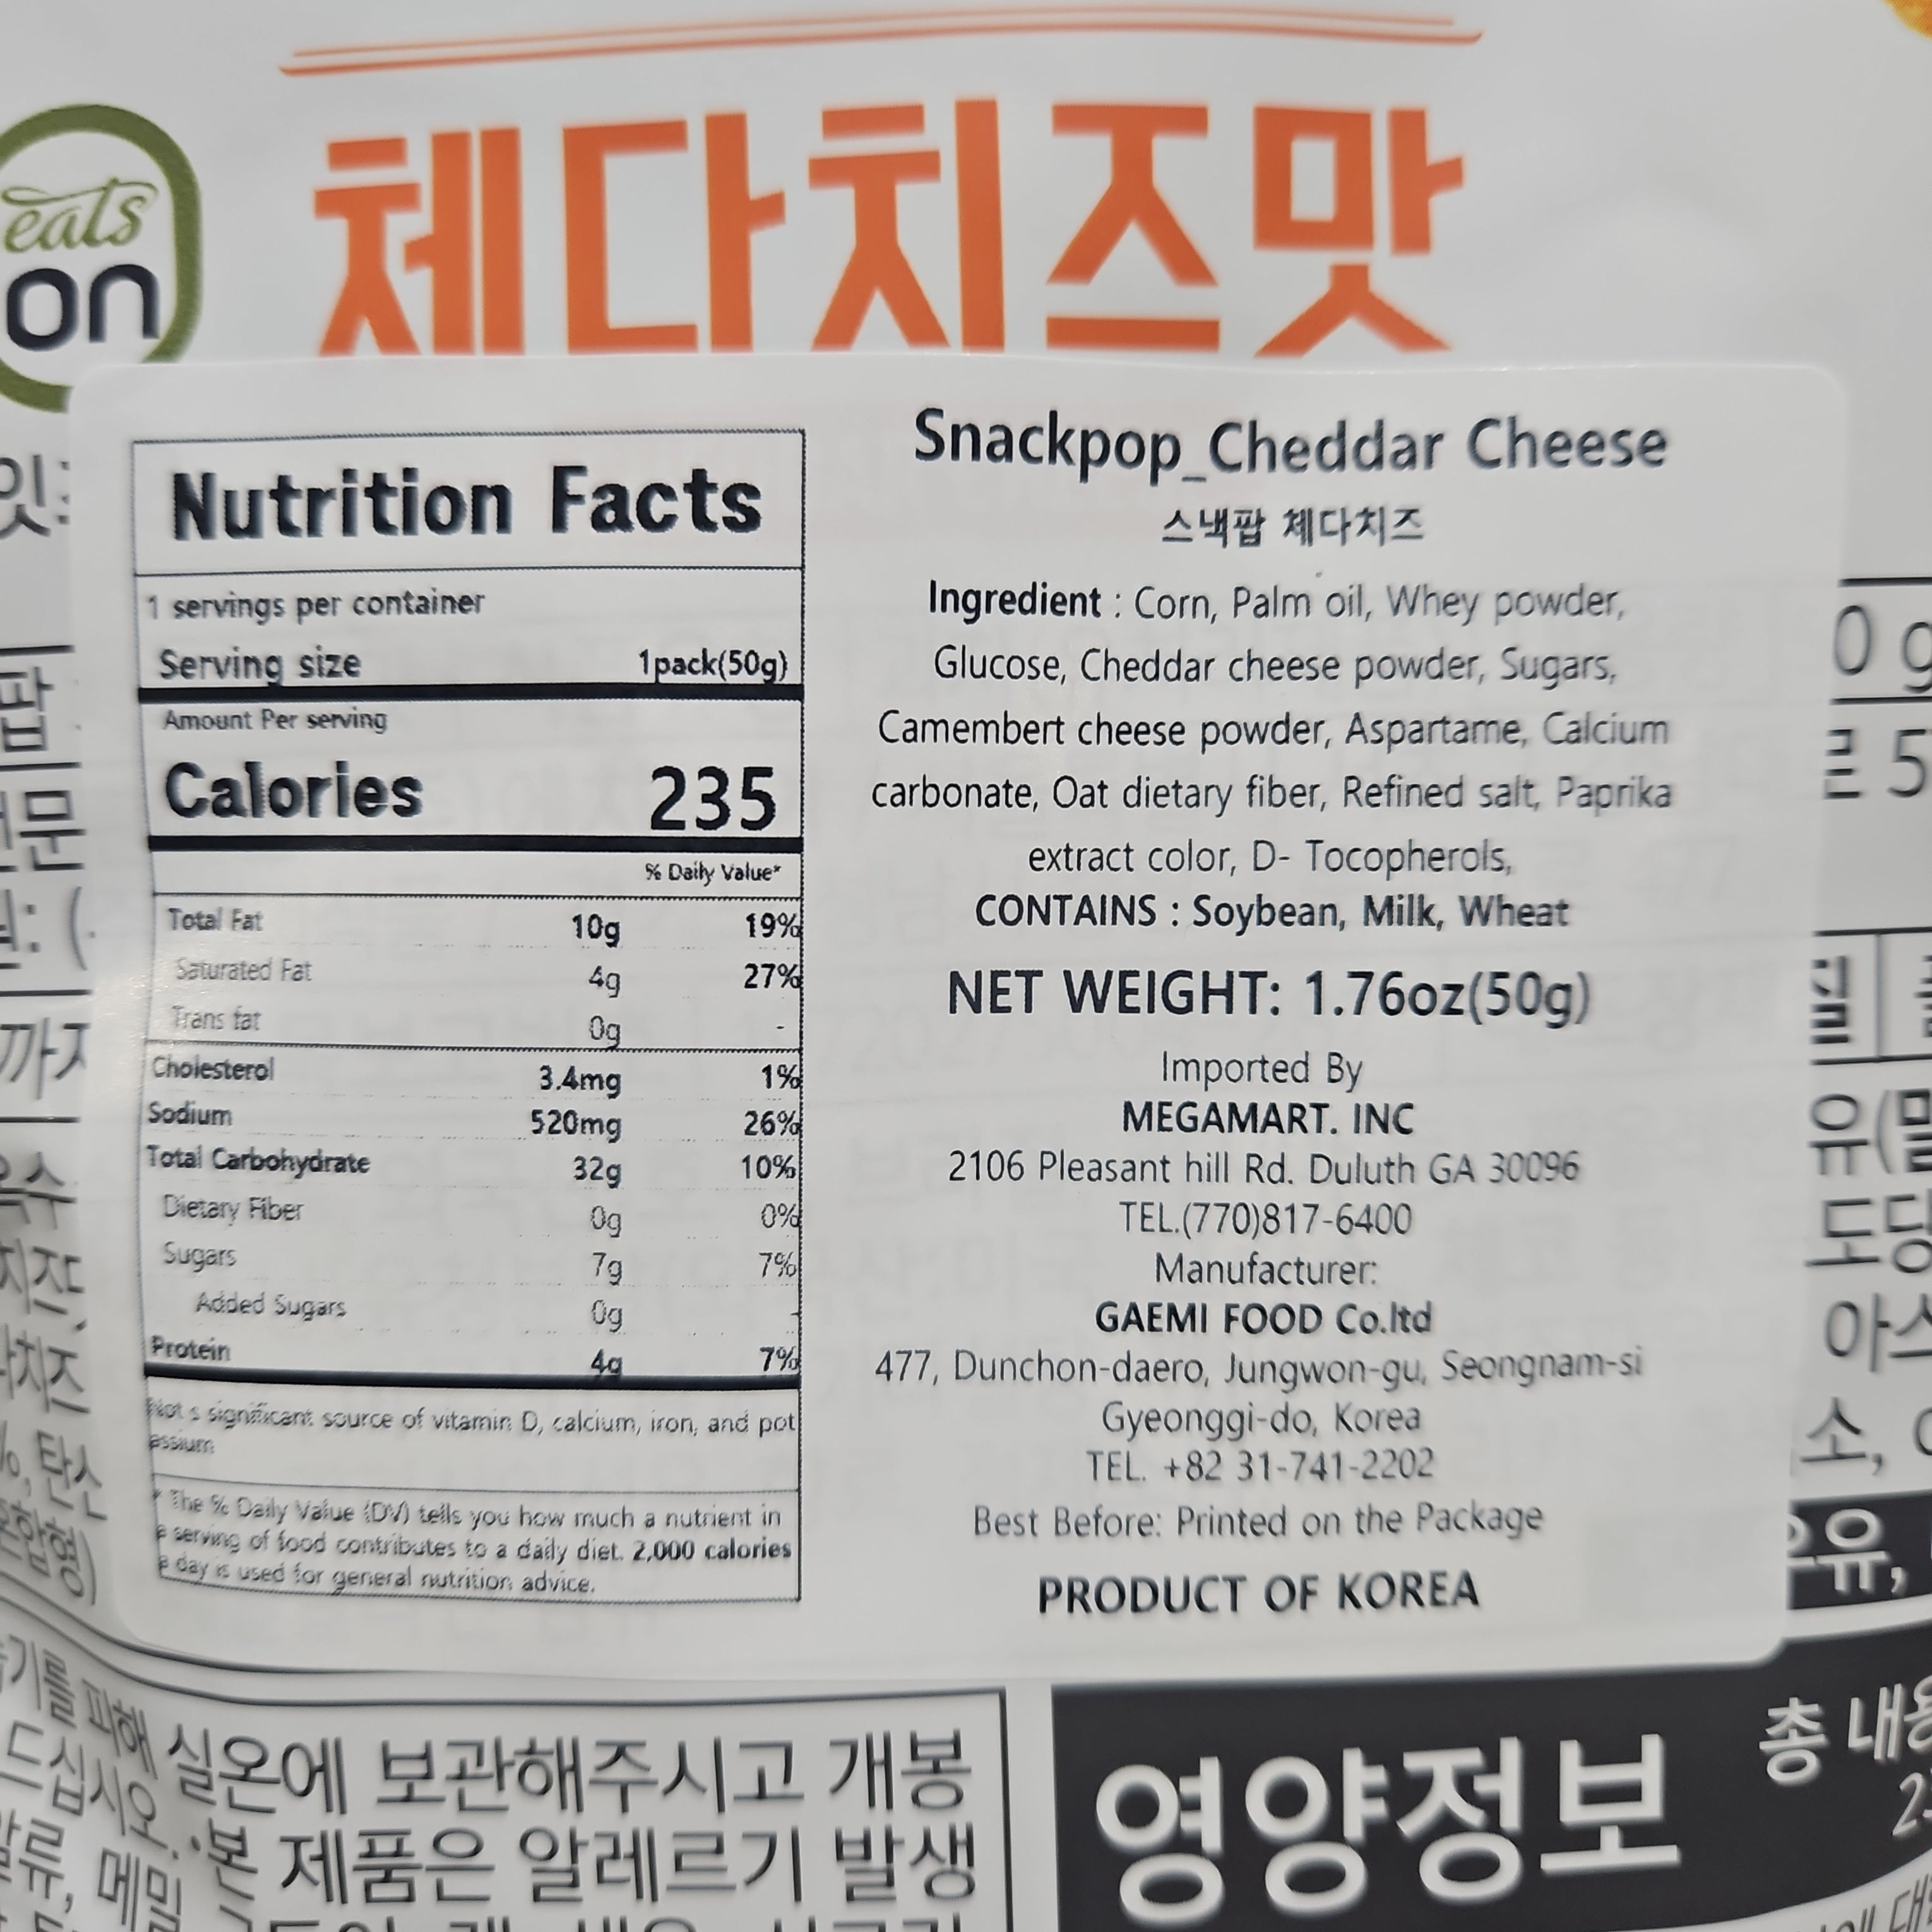 eats
on
체다치즈맛
Nutrition Facts
1 servings per container
Serving size 1pack(50g)
Amount Per serving
Calories 235
% Daily Value*
Total Fat 10g 19%
Saturated Fat 4g 27%
Trans fat 0g -
Cholesterol 3.4mg 1%
Sodium 520mg 26%
Total Carbohydrate 32g 10%
Dietary Fiber 0g 0%
Sugars 7g 7%
Added Sugars 0g -
Protein 4g 7%
Not s significant source of vitamin D, calcium, iron, and pot
assium
* The % Daily Value (DV) tells you how much a nutrient in
a serving of food contributes to a daily diet. 2,000 calories
a day is used for general nutrition advice.
Snackpop_Cheddar Cheese
스낵팝 체다치즈
Ingredient : Corn, Palm oil, Whey powder,
Glucose, Cheddar cheese powder, Sugars,
Camembert cheese powder, Aspartame, Calcium
carbonate, Oat dietary fiber, Refined salt, Paprika
extract color, D- Tocopherols,
CONTAINS : Soybean, Milk, Wheat
NET WEIGHT: 1.76oz(50g)
Imported By
MEGAMART. INC
2106 Pleasant hill Rd. Duluth GA 30096
TEL.(770)817-6400
Manufacturer:
GAEMI FOOD Co.ltd
477, Dunchon-daero, Jungwon-gu, Seongnam-si
Gyeonggi-do, Korea
TEL. +82 31-741-2202
Best Before: Printed on the Package
PRODUCT OF KOREA
피해 실온에 보관해주시고 개봉
드십시오. ·본 제품은 알레르기 발생
메밀
영양정보
총